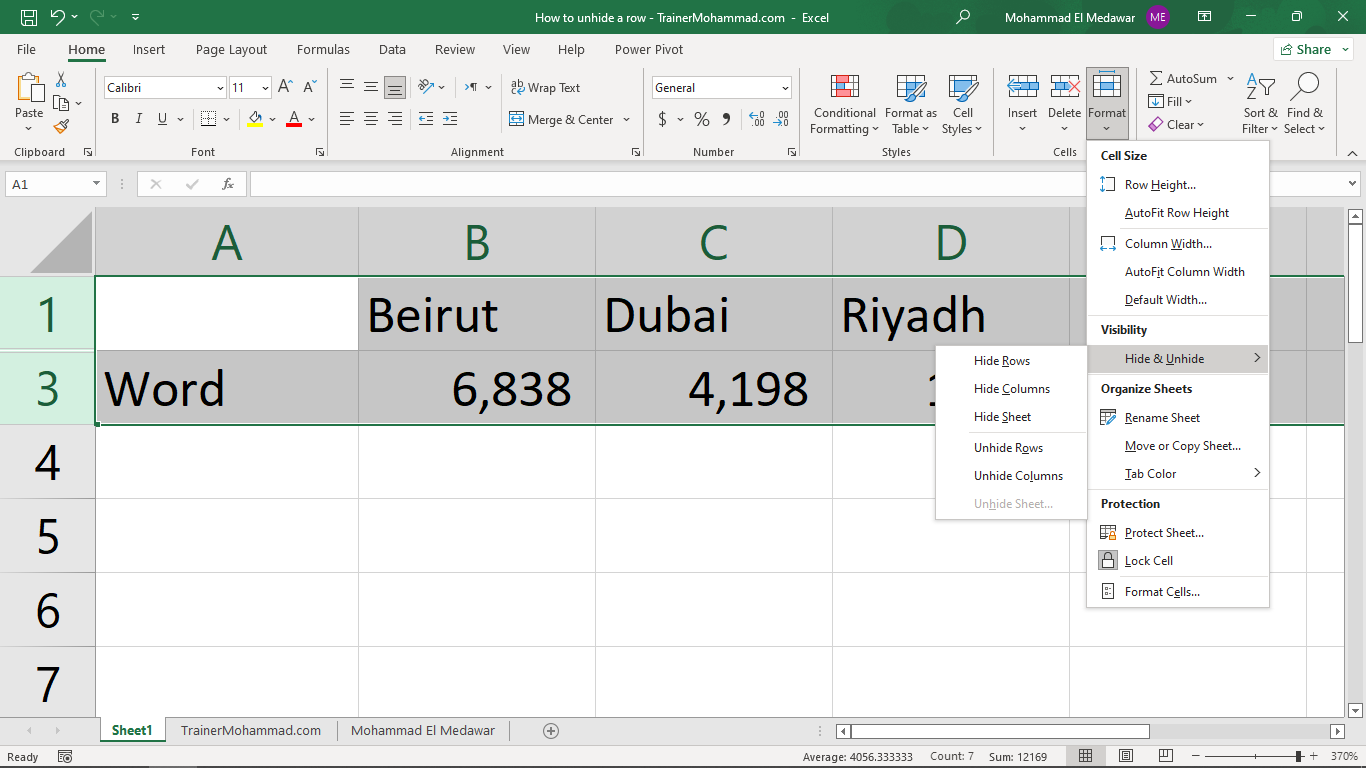 How to unhide a row - TrainerMohammad.com - Excel
Mohammad El Medawar
ME
File Home Insert Page Layout Formulas Data Review View Help Power Pivot
Share
Paste
Clipboard
Calibri 11
B I U
A A A
Font
Wrap Text
Merge & Center
Alignment
General
$ % 9
.00
.00
Number
Conditional Formatting
Format as Table
Cell Styles
Styles
Insert Delete Format
Cells
AutoSum
Fill
Clear
Sort & Filter
Find & Select
A1
fx
A B C D
1 Beirut Dubai Riyadh
3 Word 6,838 4,198
4
5
6
7
Cell Size
Row Height...
AutoFit Row Height
Column Width...
AutoFit Column Width
Default Width...
Visibility
Hide & Unhide
Organize Sheets
Rename Sheet
Move or Copy Sheet...
Tab Color
Protection
Protect Sheet...
Lock Cell
Format Cells...
Hide Rows
Hide Columns
Hide Sheet
Unhide Rows
Unhide Columns
Unhide Sheet...
Sheet1 TrainerMohammad.com Mohammad El Medawar
Ready
Average: 4056.333333 Count: 7 Sum: 12169
370%